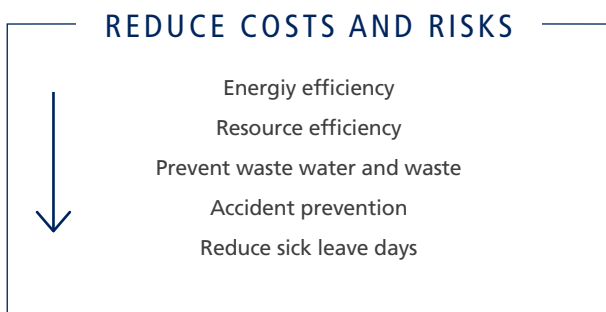 REDUCE COSTS AND RISKS
Energiy efficiency
Resource efficiency
Prevent waste water and waste
Accident prevention
Reduce sick leave days